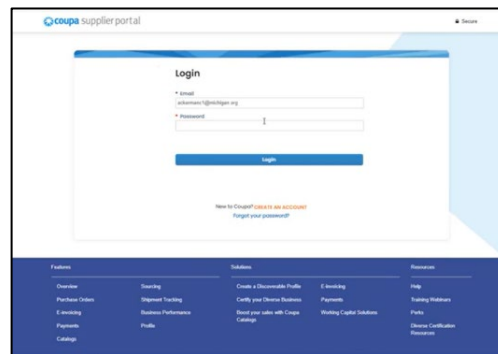 coupa supplier portal
Secure
Login
* Email
ackermanc1@michigan.org
* Password
Login
New to Coupa? CREATE AN ACCOUNT
Forgot your password?
Features
Overview
Purchase Orders
E-invoicing
Payments
Catalogs
Sourcing
Shipment Tracking
Business Performance
Profile
Solutions
Create a Discoverable Profile
Certify your Diverse Business
Boost your sales with Coupa
Catalogs
E-invoicing
Payments
Working Capital Solutions
Resources
Help
Training Webinars
Perks
Diverse Certification
Resources